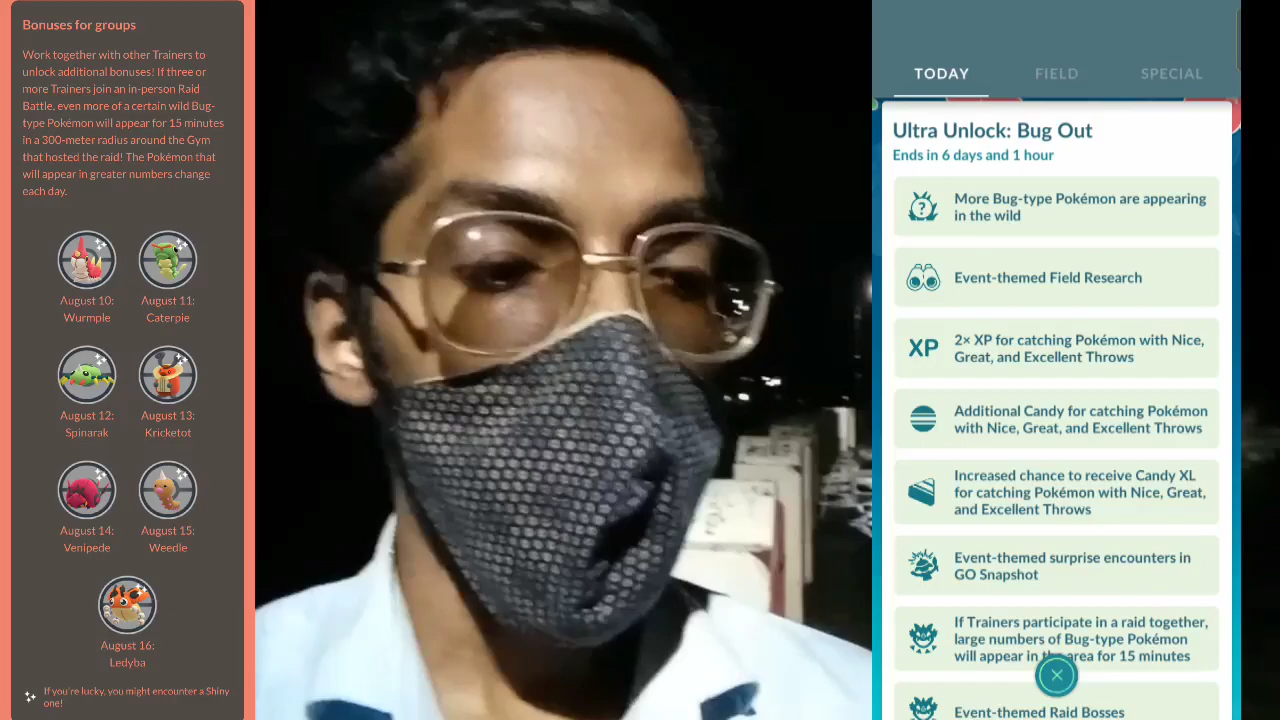 Bonuses for groups
Work together with other Trainers to
unlock additional bonuses! If three or
more Trainers join an in-person Raid
Battle, even more of a certain wild Bug-
type Pokémon will appear for 15 minutes
in a 300-meter radius around the Gym
that hosted the raid! The Pokémon that
will appear in greater numbers change
each day.
August 10:
Wurmple
August 11:
Caterpie
August 12:
Spinarak
August 13:
Kricketot
August 14:
Venipede
August 15:
Weedle
August 16:
Ledyba
If you're lucky, you might encounter a Shiny
one!
TODAY
FIELD
SPECIAL
Ultra Unlock: Bug Out
Ends in 6 days and 1 hour
More Bug-type Pokémon are appearing
in the wild
Event-themed Field Research
XP
2× XP for catching Pokémon with Nice,
Great, and Excellent Throws
Additional Candy for catching Pokémon
with Nice, Great, and Excellent Throws
Increased chance to receive Candy XL
for catching Pokémon with Nice, Great,
and Excellent Throws
Event-themed surprise encounters in
GO Snapshot
If Trainers participate in a raid together,
large numbers of Bug-type Pokémon
will appear in the area for 15 minutes
Event-themed Raid Bosses